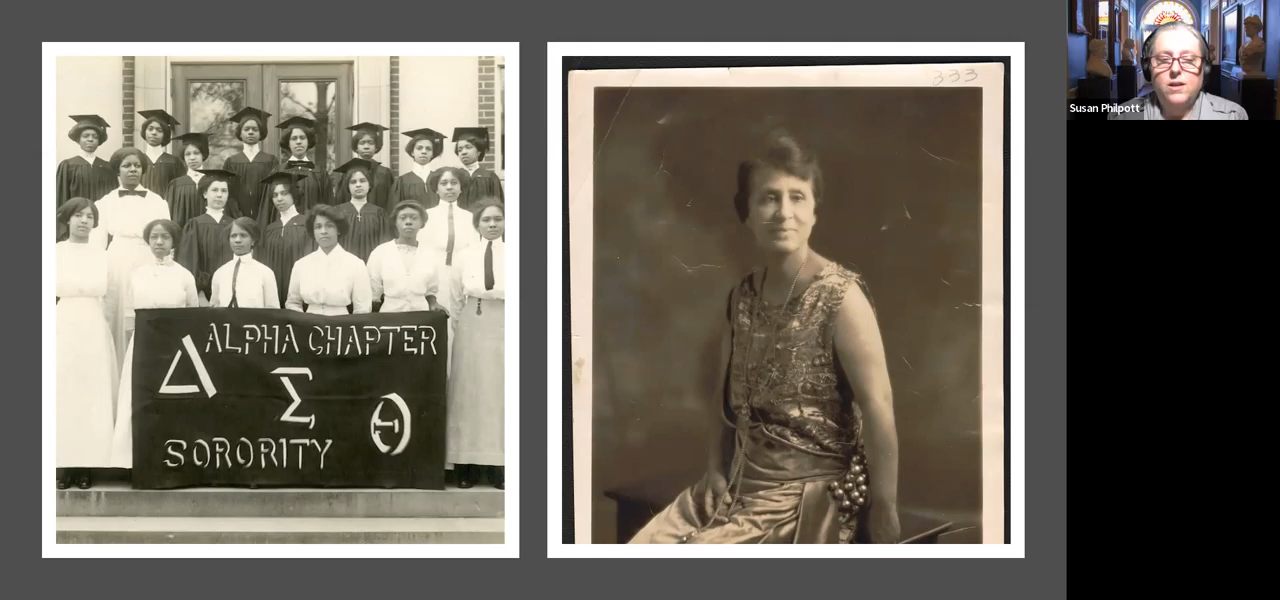 ALPHA CHAPTER
Δ Σ Θ
SORORITY
333
Susan Philpott